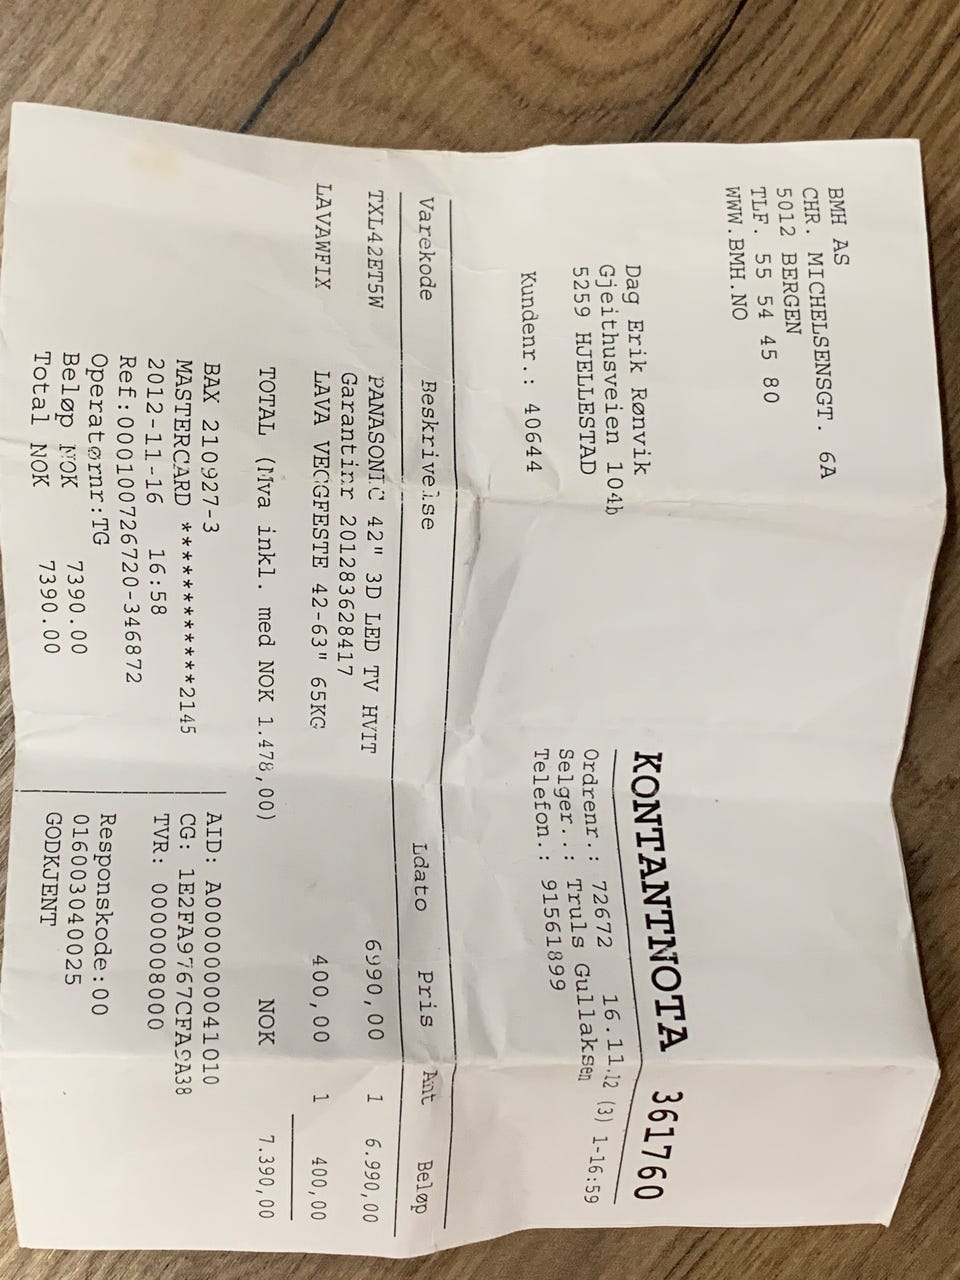 BMH AS
CHR. MICHELSENSGT. 6A
5012 BERGEN
TLF. 55 54 45 80
WWW.BMH.NO
Dag Erik Rønvik
Gjeithusveien 104b
5259 HJELLESTAD
Kundenr.: 40644
KONTANTNOTA 361760
Ordrenr.: 72672 16.11.12 (3) 1-16:59
Selger..: Truls Gullaksen
Telefon.: 91561899
Varekode Beskrivelse Ldato Pris Ant Beløp
TXL42ET5W PANASONIC 42" 3D LED TV HVIT 6990,00 1 6.990,00
Garantinr 201283628417
LAVAWFIX LAVA VEGGFESTE 42-63" 65KG 400,00 1 400,00
TOTAL (Mva inkl. med NOK 1.478,00) NOK 7.390,00
BAX 210927-3 AID: A0000000041010
MASTERCARD ************2145 CG: 1E2FA9767CFA9A38
2012-11-16 16:58 TVR: 0000008000
Ref:000100726720-346872
Operatørnr:TG Responskode:00
Beløp NOK 7390.00 016003040025
Total NOK 7390.00 GODKJENT